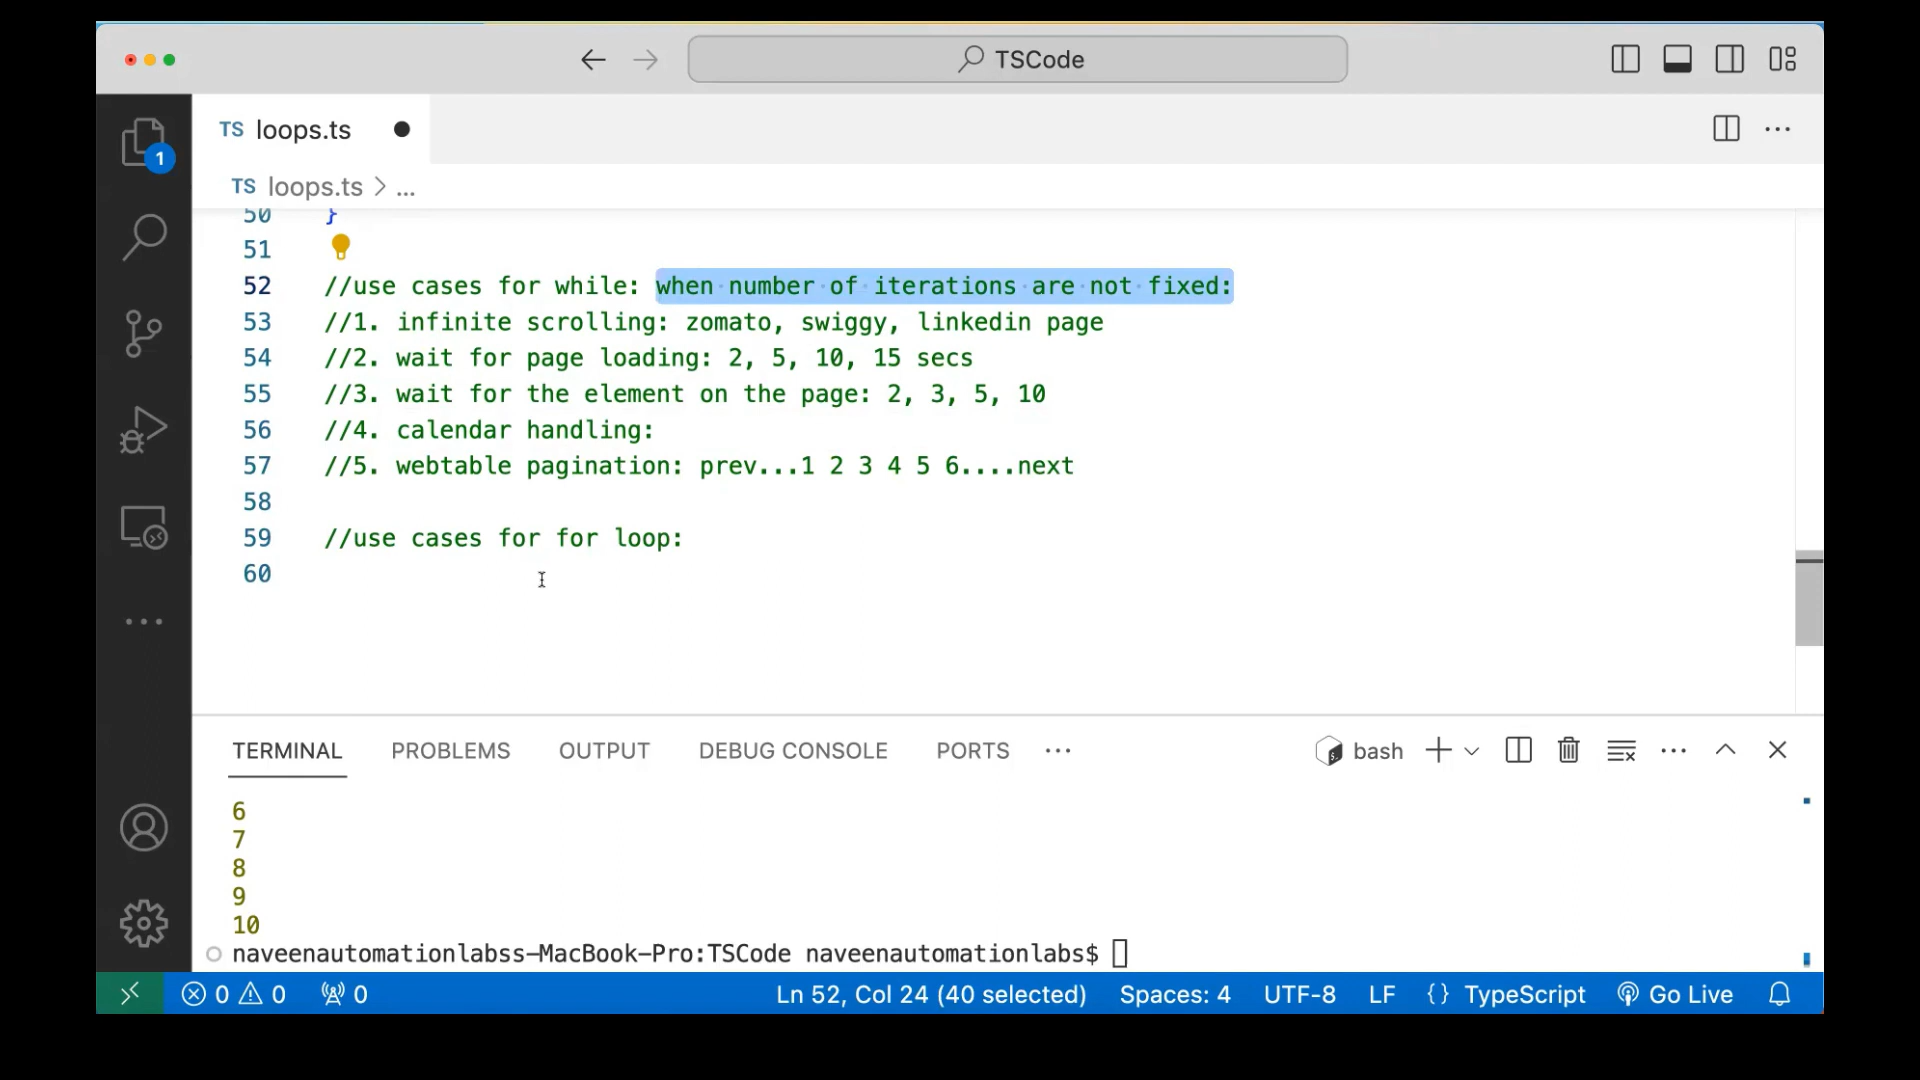 TSCode
TS loops.ts
TS loops.ts > ...
1
50 }
51
52 //use cases for while: when number of iterations are not fixed:
53 //1. infinite scrolling: zomato, swiggy, linkedin page
54 //2. wait for page loading: 2, 5, 10, 15 secs
55 //3. wait for the element on the page: 2, 3, 5, 10
56 //4. calendar handling:
57 //5. webtable pagination: prev...1 2 3 4 5 6....next
58
59 //use cases for for loop:
60
TERMINAL PROBLEMS OUTPUT DEBUG CONSOLE PORTS ... bash
6
7
8
9
10
naveenautomationlabss-MacBook-Pro:TSCode naveenautomationlabs$
0 0 0 Ln 52, Col 24 (40 selected) Spaces: 4 UTF-8 LF {} TypeScript Go Live